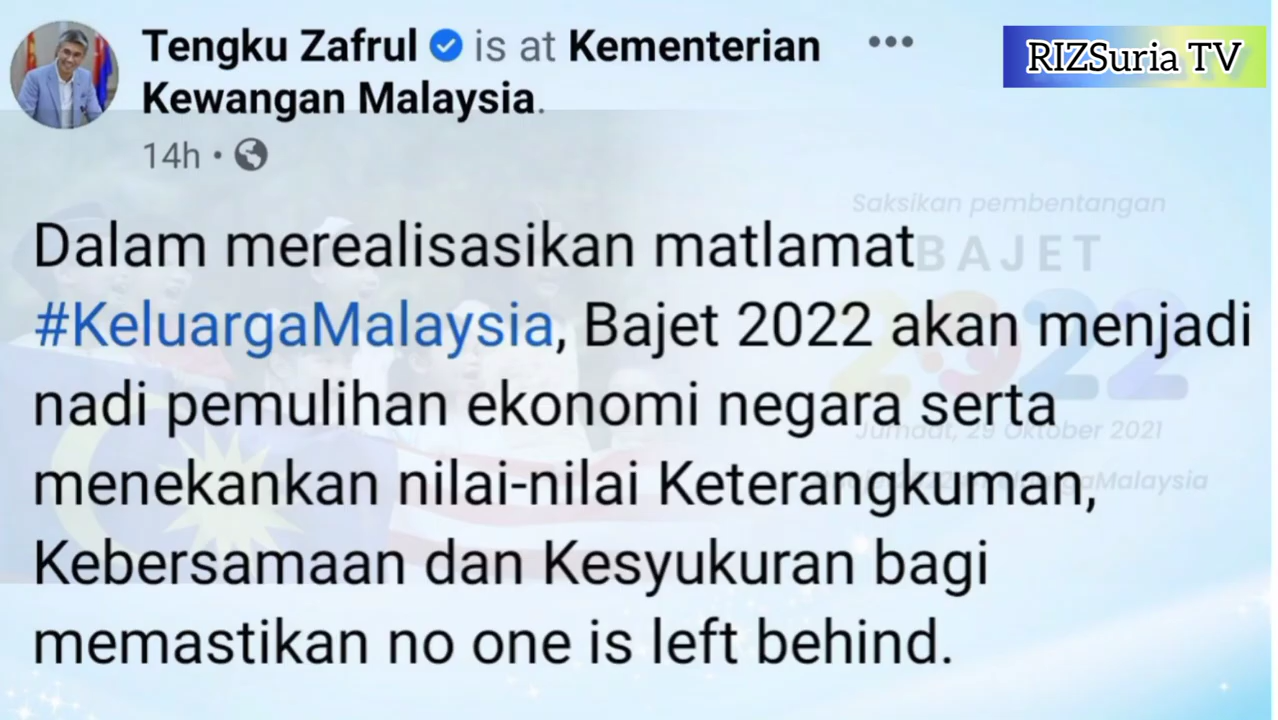 Tengku Zafrul is at Kementerian
Kewangan Malaysia.
14h
RIZSuria TV
Dalam merealisasikan matlamat
#KeluargaMalaysia, Bajet 2022 akan menjadi
nadi pemulihan ekonomi negara serta
menekankan nilai-nilai Keterangkuman,
Kebersamaan dan Kesyukuran bagi
memastikan no one is left behind.
Saksikan pembentangan
BAJET
2022
Jumaat, 29 Oktober 2021